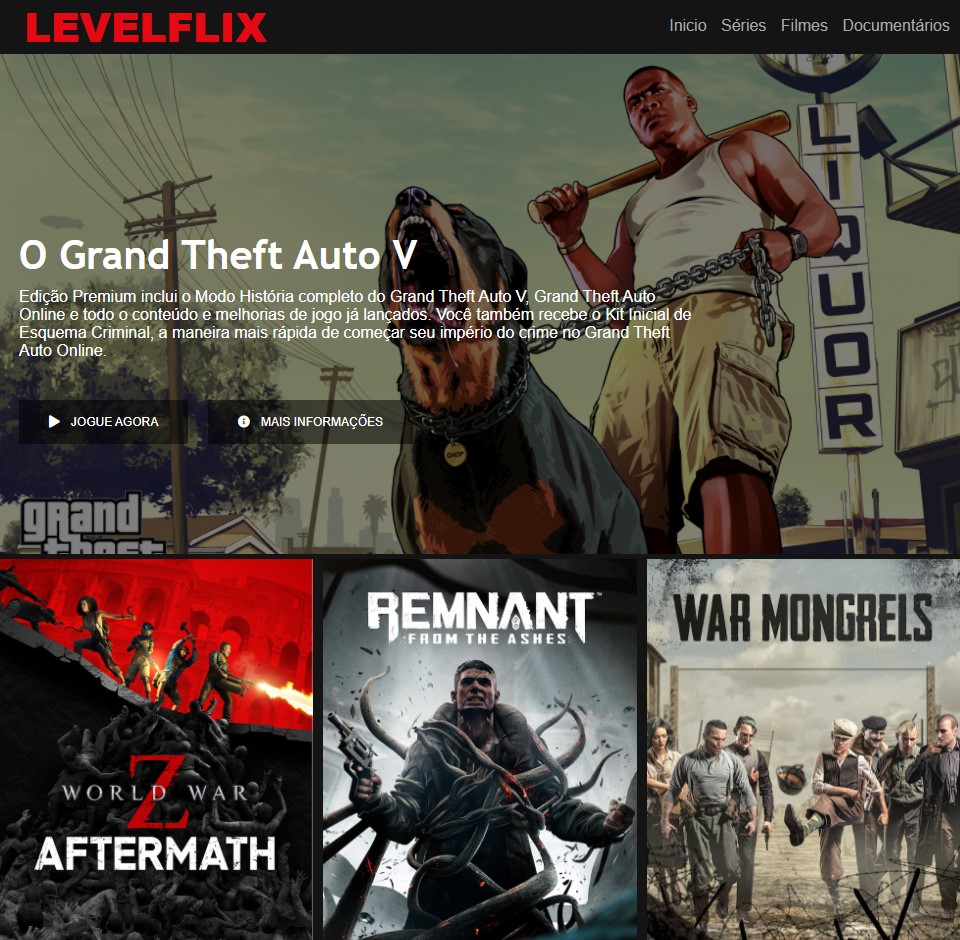 LEVELFLIX
Inicio Séries Filmes Documentários
LIQUOR
O Grand Theft Auto V
Edição Premium inclui o Modo História completo do Grand Theft Auto V, Grand Theft Auto
Online e todo o conteúdo e melhorias de jogo já lançados. Você também recebe o Kit Inicial de
Esquema Criminal, a maneira mais rápida de começar seu império do crime no Grand Theft
Auto Online.
JOGUE AGORA MAIS INFORMAÇÕES
CHOP
grand
theft
WORLD WAR
Z
AFTERMATH
REMNANT™
FROM THE ASHES
WAR MONGRELS